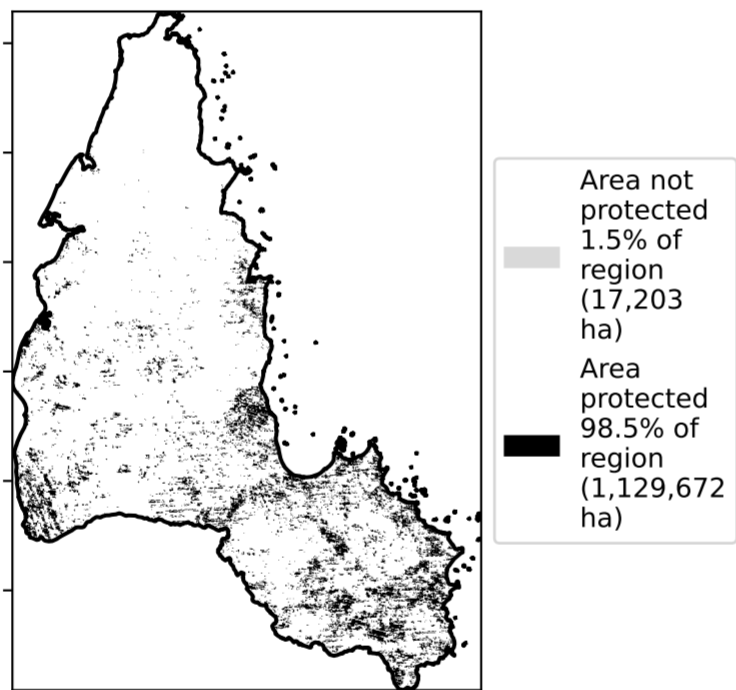 Area not
protected
1.5% of
region
(17,203
ha)
Area
protected
98.5% of
region
(1,129,672
ha)